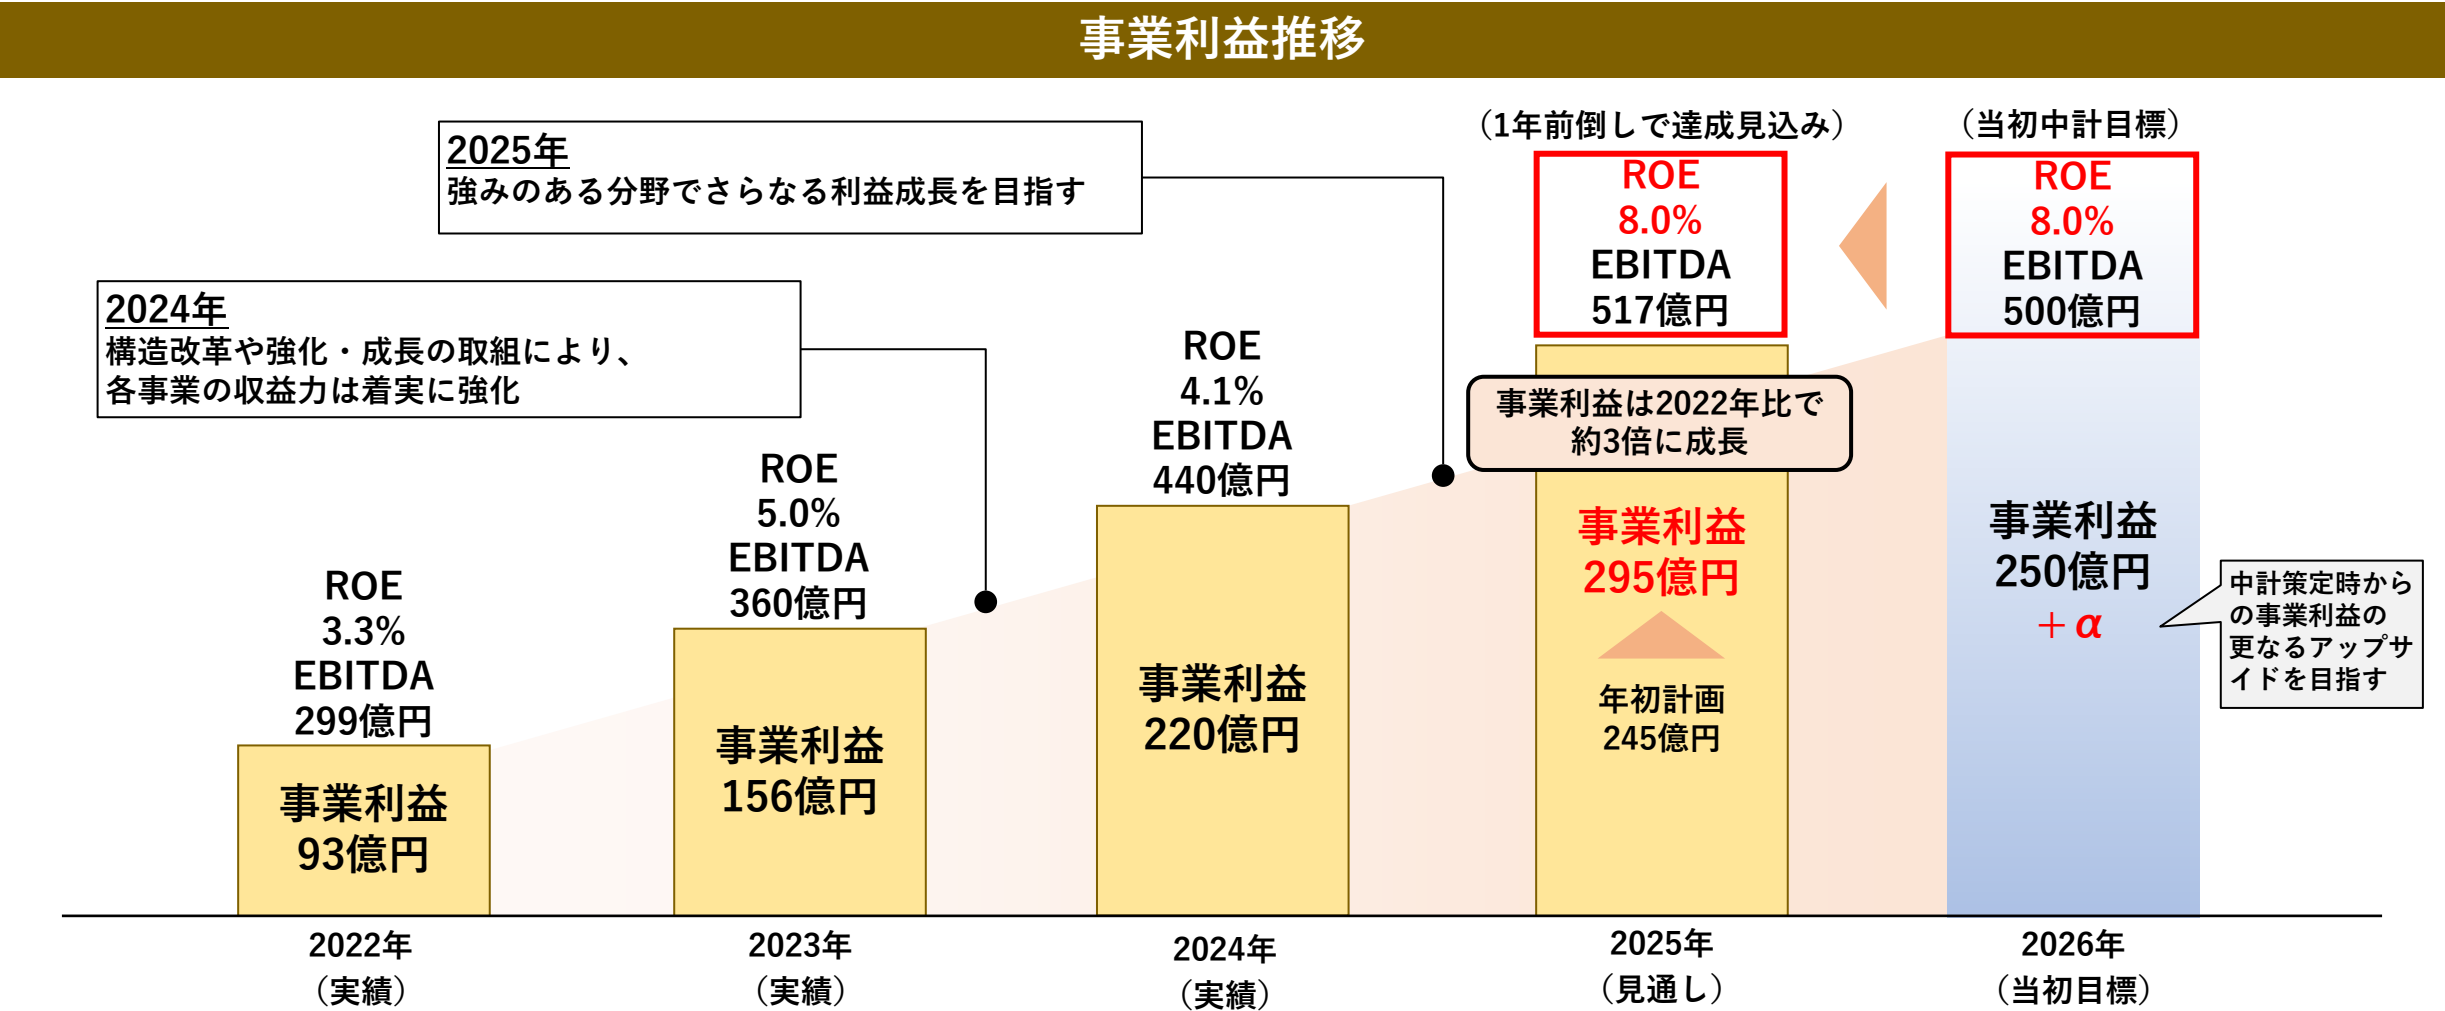 事業利益推移
2025年
強みのある分野でさらなる利益成長を目指す
2024年
構造改革や強化・成長の取組により、
各事業の収益力は着実に強化
ROE
3.3%
EBITDA
299億円
事業利益
93億円
2022年
（実績）
ROE
5.0%
EBITDA
360億円
事業利益
156億円
2023年
（実績）
ROE
4.1%
EBITDA
440億円
事業利益
220億円
2024年
（実績）
（1年前倒しで達成見込み）
ROE
8.0%
EBITDA
517億円
事業利益は2022年比で
約3倍に成長
事業利益
295億円
年初計画
245億円
2025年
（見通し）
（当初中計目標）
ROE
8.0%
EBITDA
500億円
事業利益
250億円
＋α
中計策定時から
の事業利益の
更なるアップサ
イドを目指す
2026年
（当初目標）